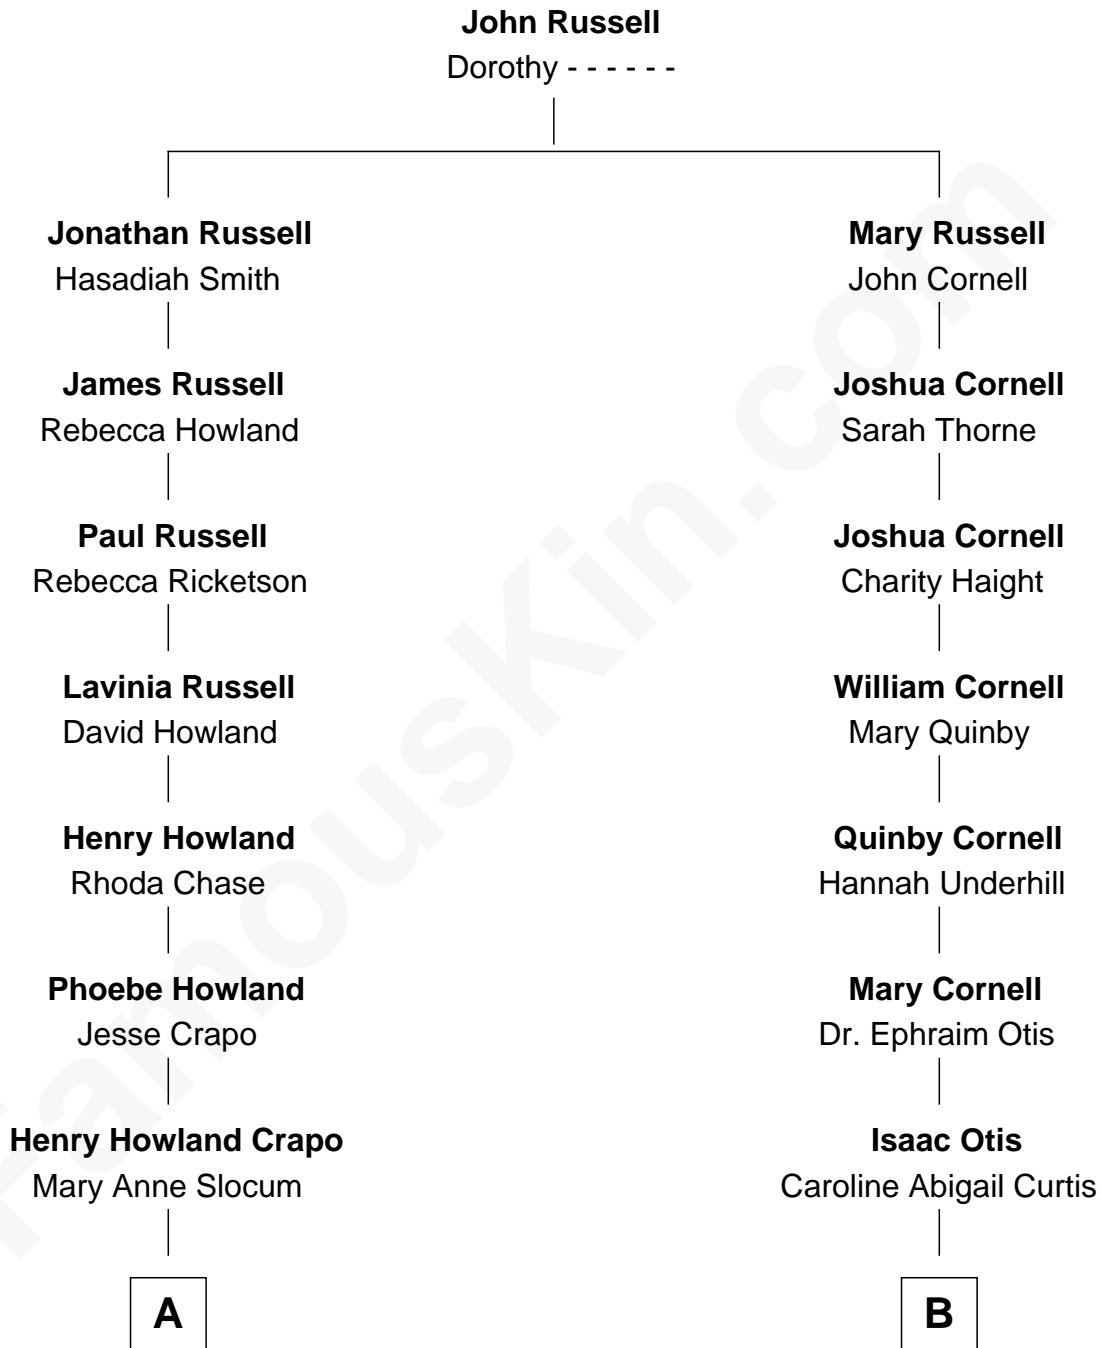 John Russell
Dorothy - - - - - -
Jonathan Russell
Hasadiah Smith
Mary Russell
John Cornell
James Russell
Rebecca Howland
Joshua Cornell
Sarah Thorne
Paul Russell
Rebecca Ricketson
Joshua Cornell
Charity Haight
Lavinia Russell
David Howland
William Cornell
Mary Quinby
Henry Howland
Rhoda Chase
Quinby Cornell
Hannah Underhill
Phoebe Howland
Jesse Crapo
Mary Cornell
Dr. Ephraim Otis
Henry Howland Crapo
Mary Anne Slocum
Isaac Otis
Caroline Abigail Curtis
A
B
FamousKin.com